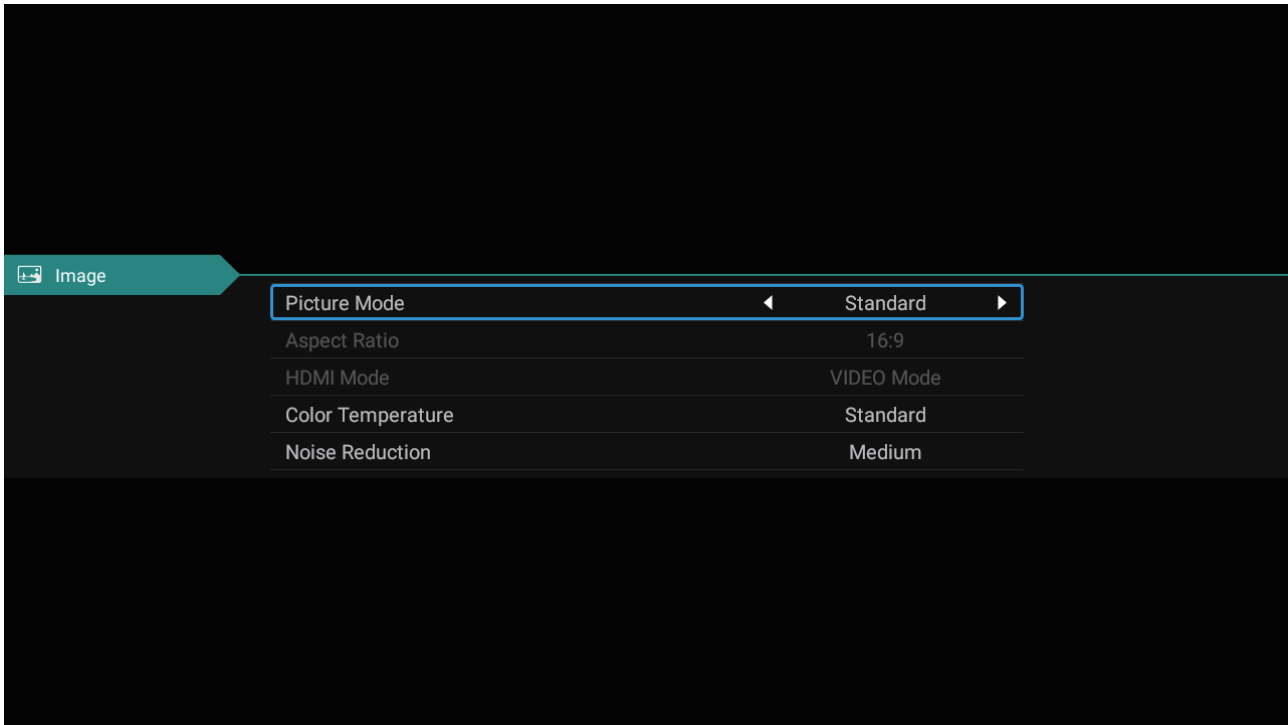 Image
Picture Mode Standard
Aspect Ratio 16:9
HDMI Mode VIDEO Mode
Color Temperature Standard
Noise Reduction Medium